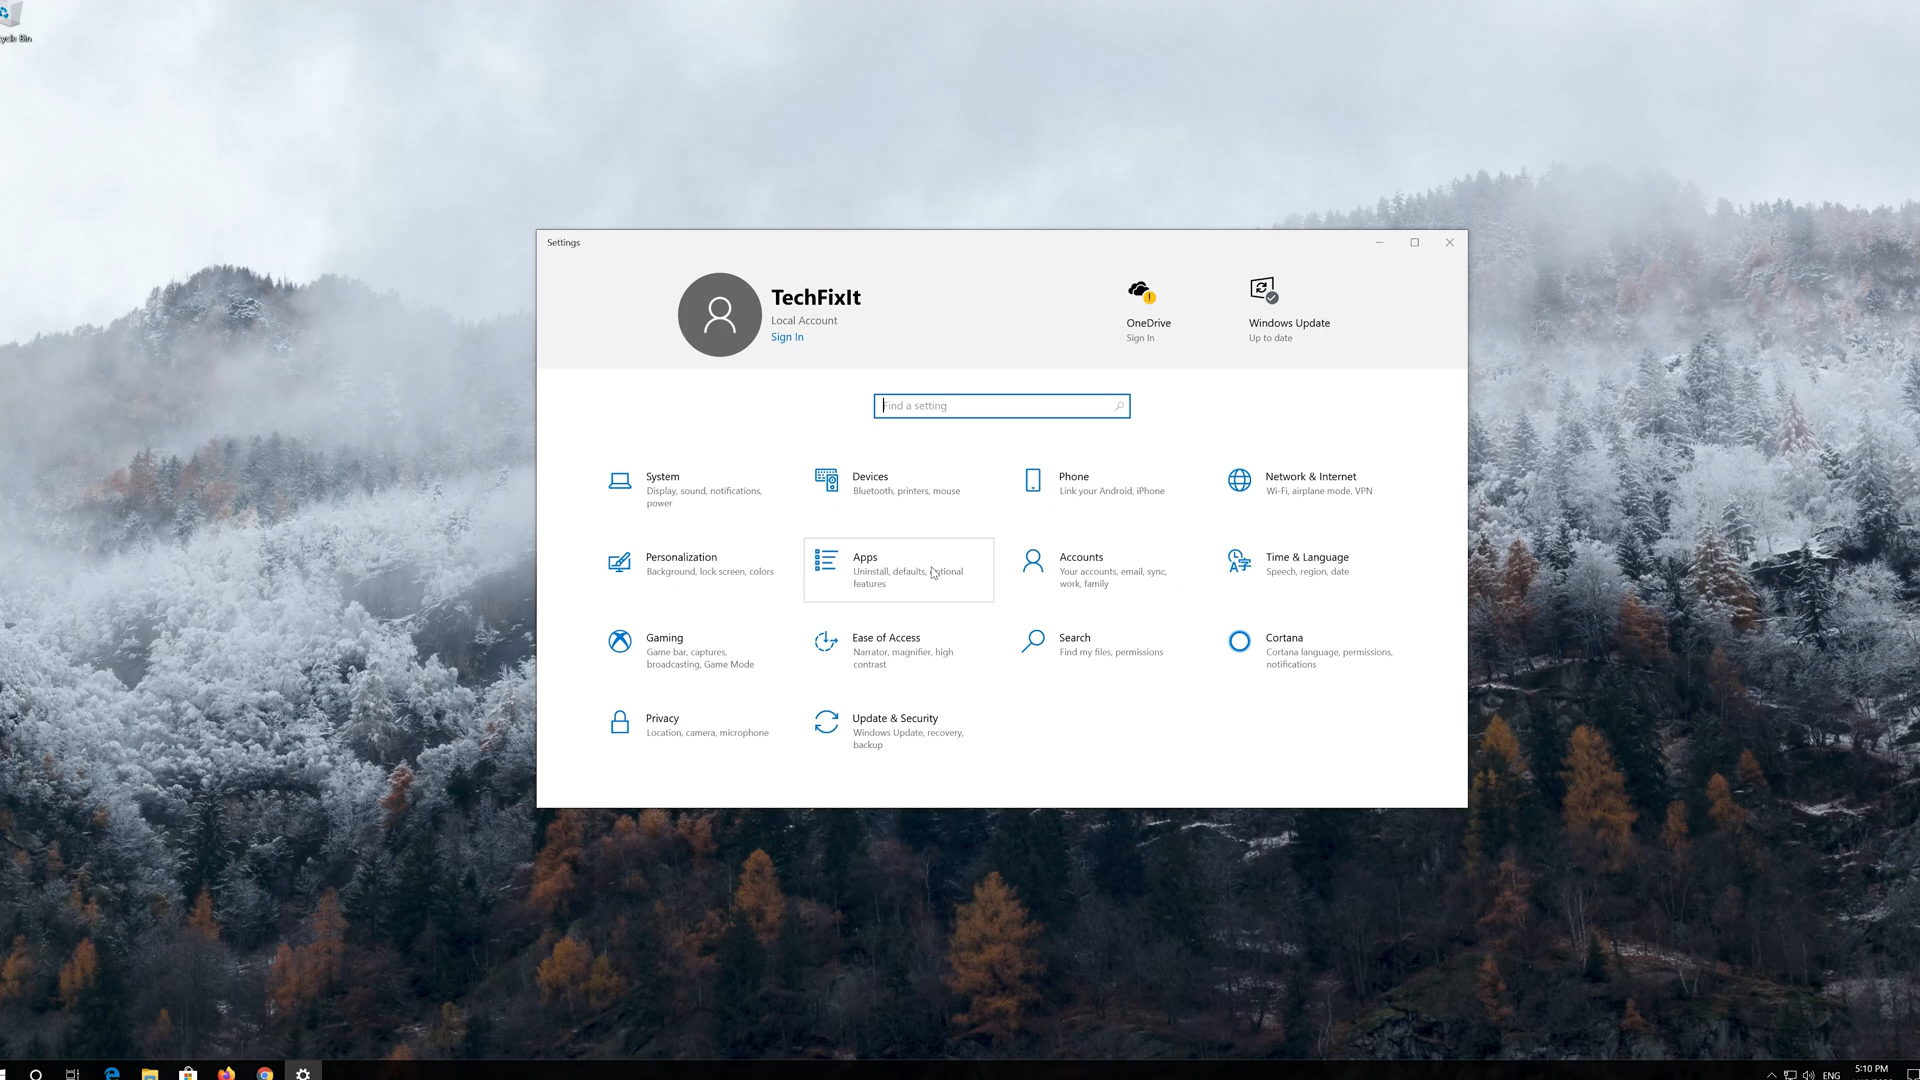 Settings
TechFixIt
Local Account
Sign In
OneDrive
Sign In
Windows Update
Up to date
Find a setting
System
Display, sound, notifications,
power
Devices
Bluetooth, printers, mouse
Phone
Link your Android, iPhone
Network & Internet
Wi-Fi, airplane mode, VPN
Personalization
Background, lock screen, colors
Apps
Uninstall, defaults, optional
features
Accounts
Your accounts, email, sync,
work, family
Time & Language
Speech, region, date
Gaming
Game bar, captures,
broadcasting, Game Mode
Ease of Access
Narrator, magnifier, high
contrast
Search
Find my files, permissions
Cortana
Cortana language, permissions,
notifications
Privacy
Location, camera, microphone
Update & Security
Windows Update, recovery,
backup
ENG
5:10 PM